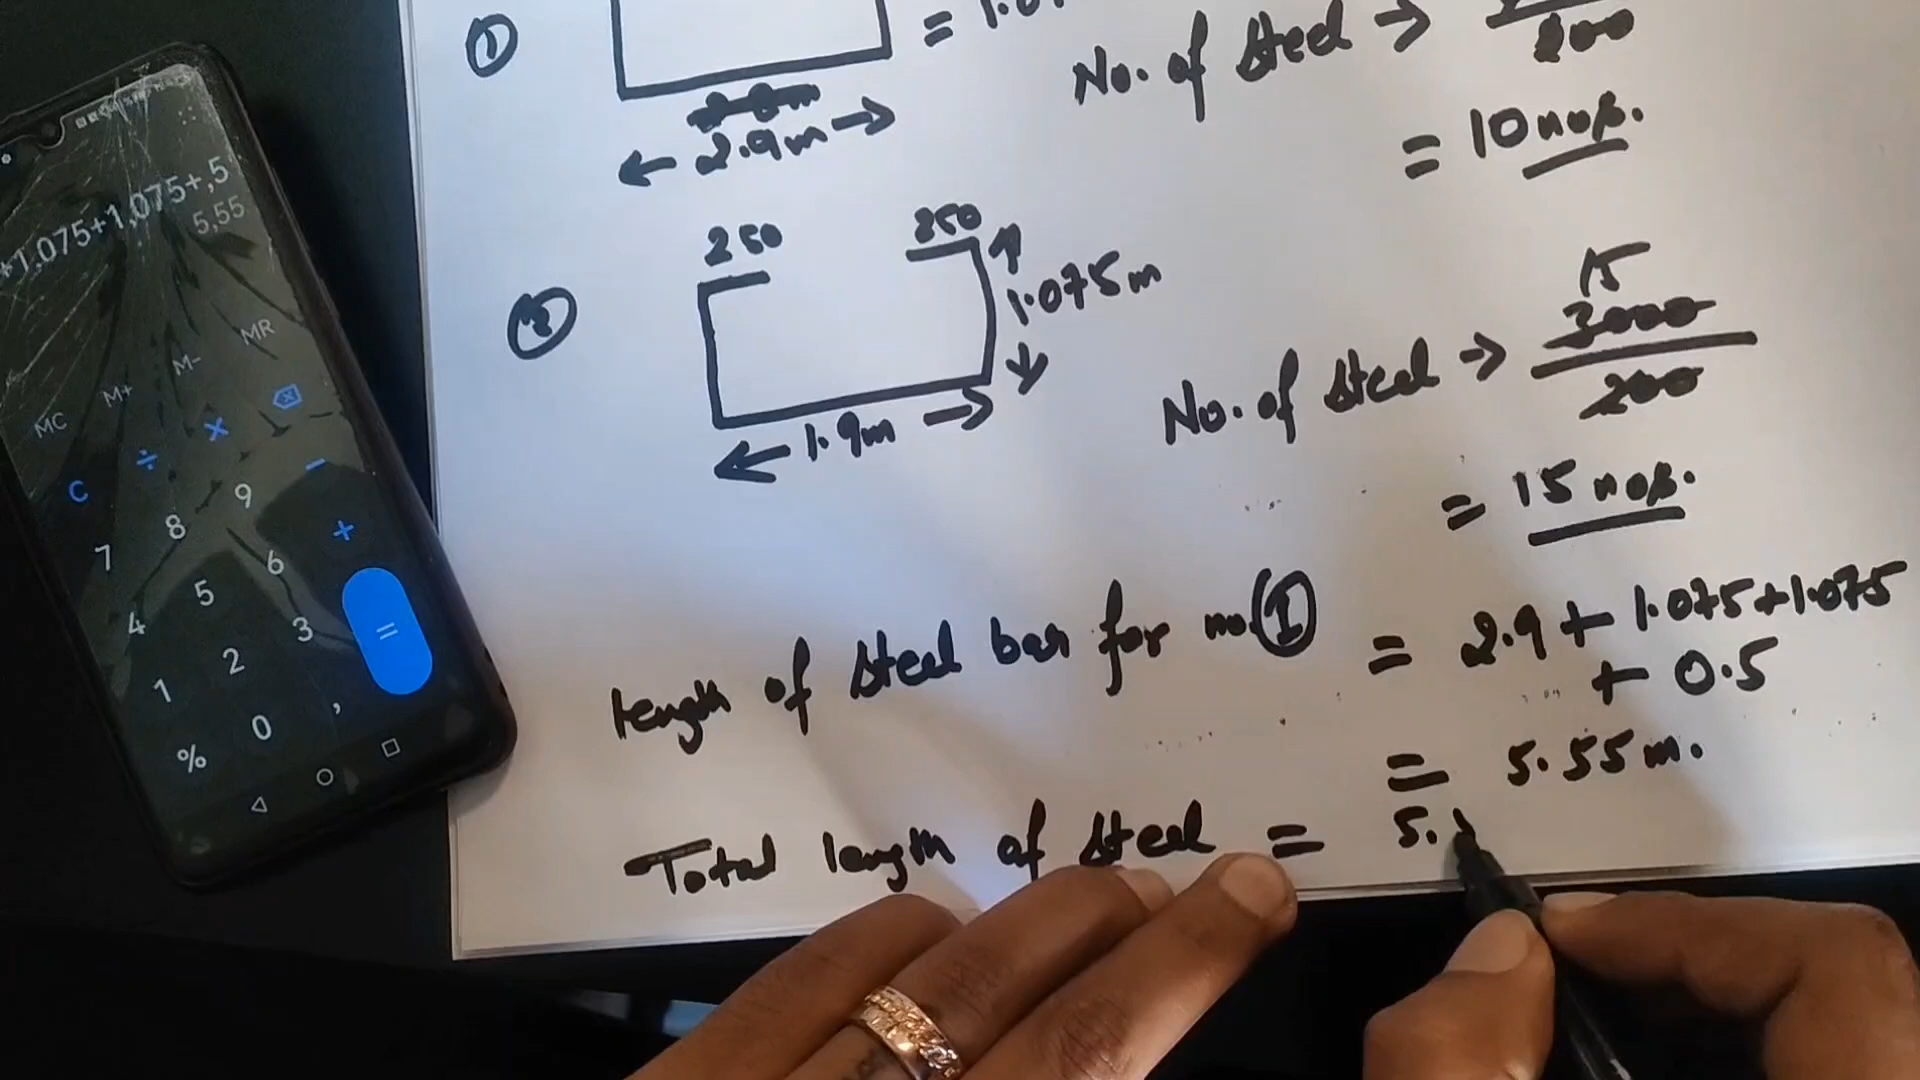 ①
= 1.0
No. of steel →
200
2.9m
= 10 nos.
②
250
250
1.075m
1.9m
No. of steel → 15
3000
200
= 15 nos.
length of steel bar for no. ① = 2.9 + 1.075 + 1.075
+ 0.5
= 5.55m.
Total length of steel = 5.
+1,075+1,075+,5
5,55
MC M+ M- MR
C ÷ × ⌫
7 8 9 −
4 5 6 +
1 2 3 =
% 0 ,